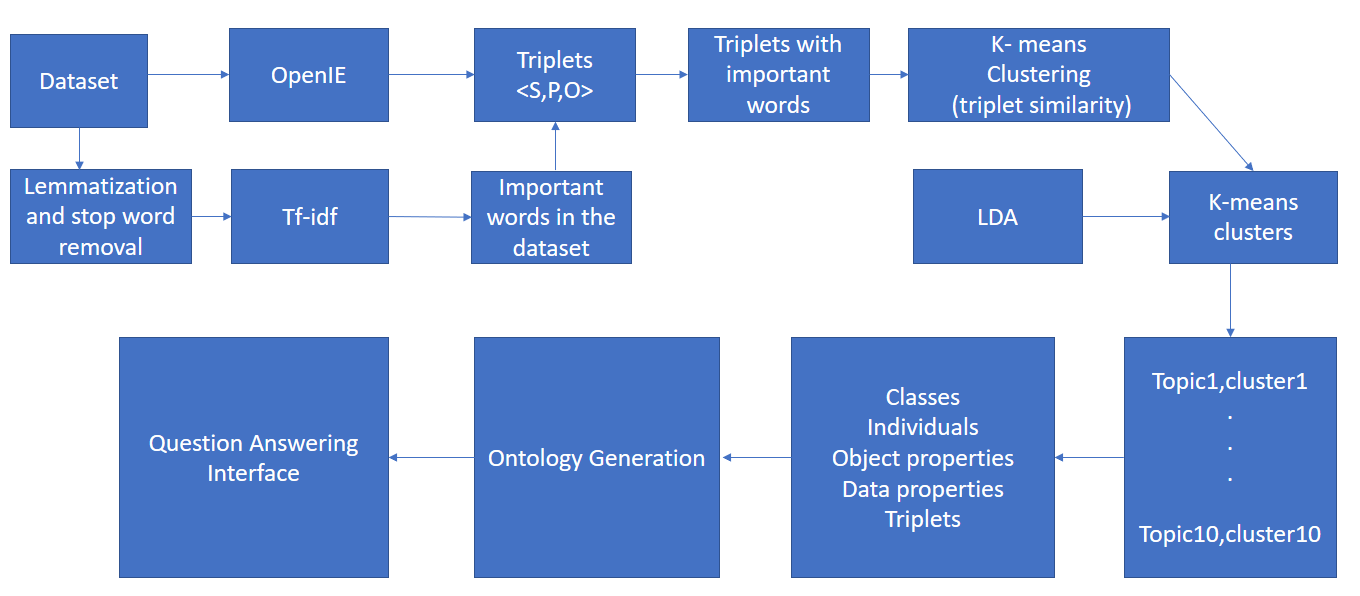 Dataset
OpenIE
Triplets
<S,P,O>
Triplets with
important
words
K- means
Clustering
(triplet similarity)
Lemmatization
and stop word
removal
Tf-idf
Important
words in the
dataset
LDA
K-means
clusters
Question Answering
Interface
Ontology Generation
Classes
Individuals
Object properties
Data properties
Triplets
Topic1,cluster1
.
.
.
Topic10,cluster10